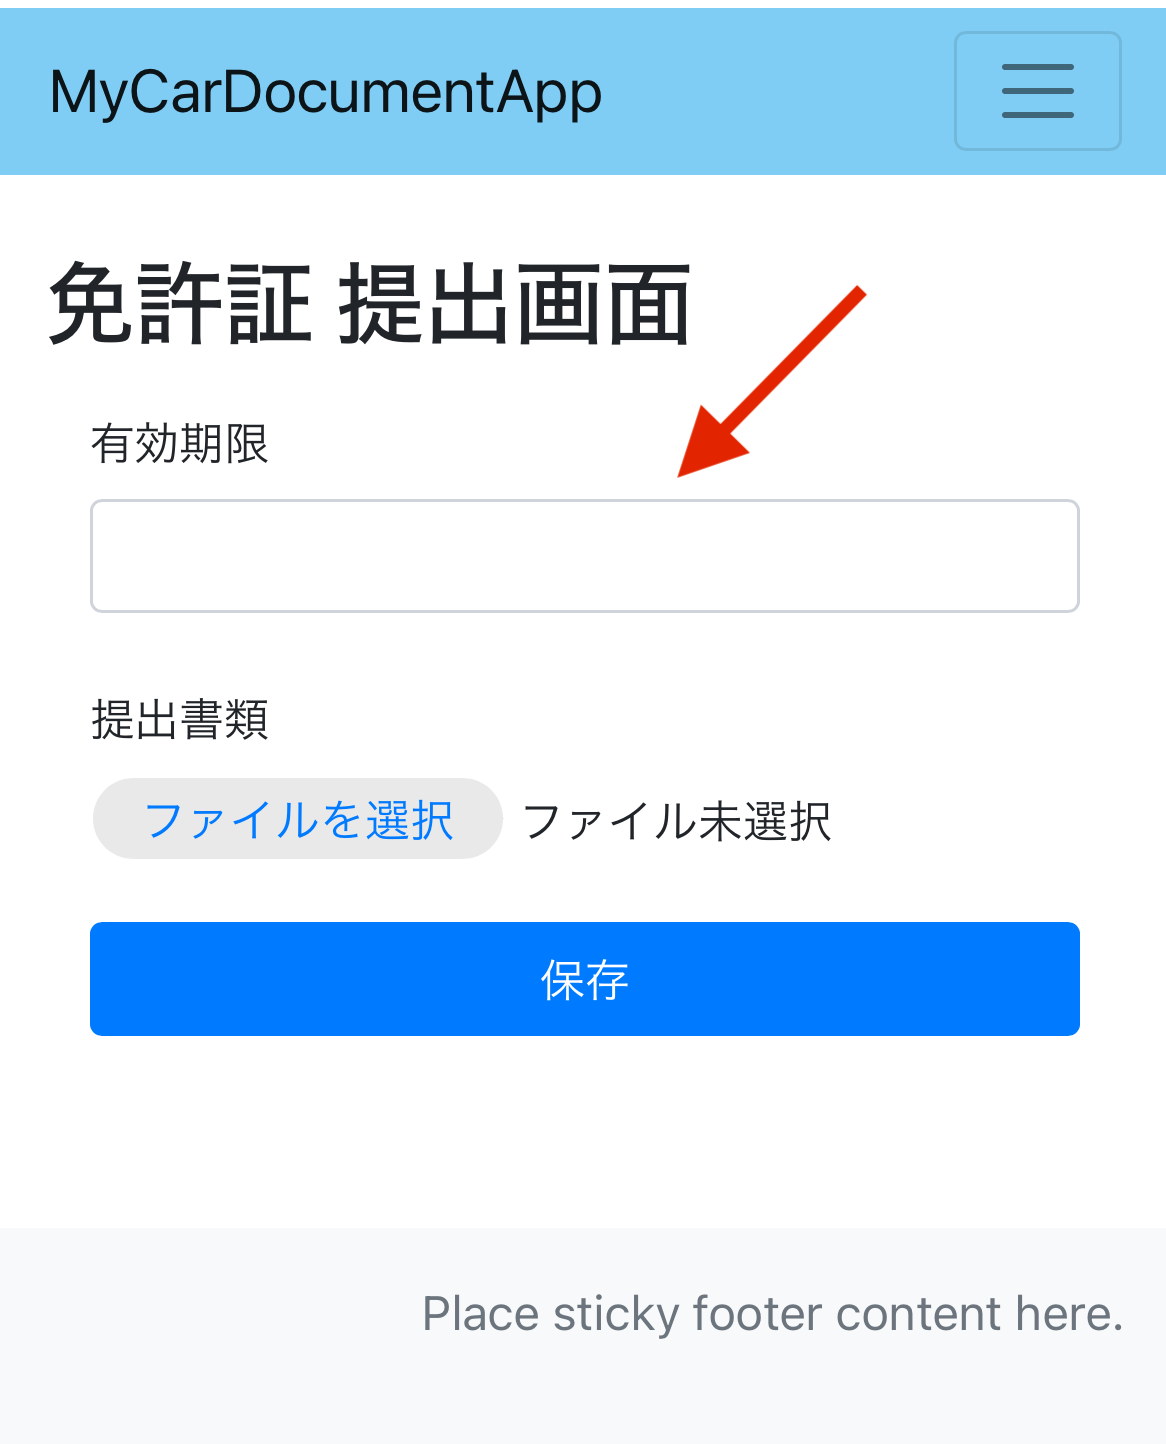 MyCarDocumentApp
免許証 提出画面
有効期限
提出書類
ファイルを選択 ファイル未選択
保存
Place sticky footer content here.